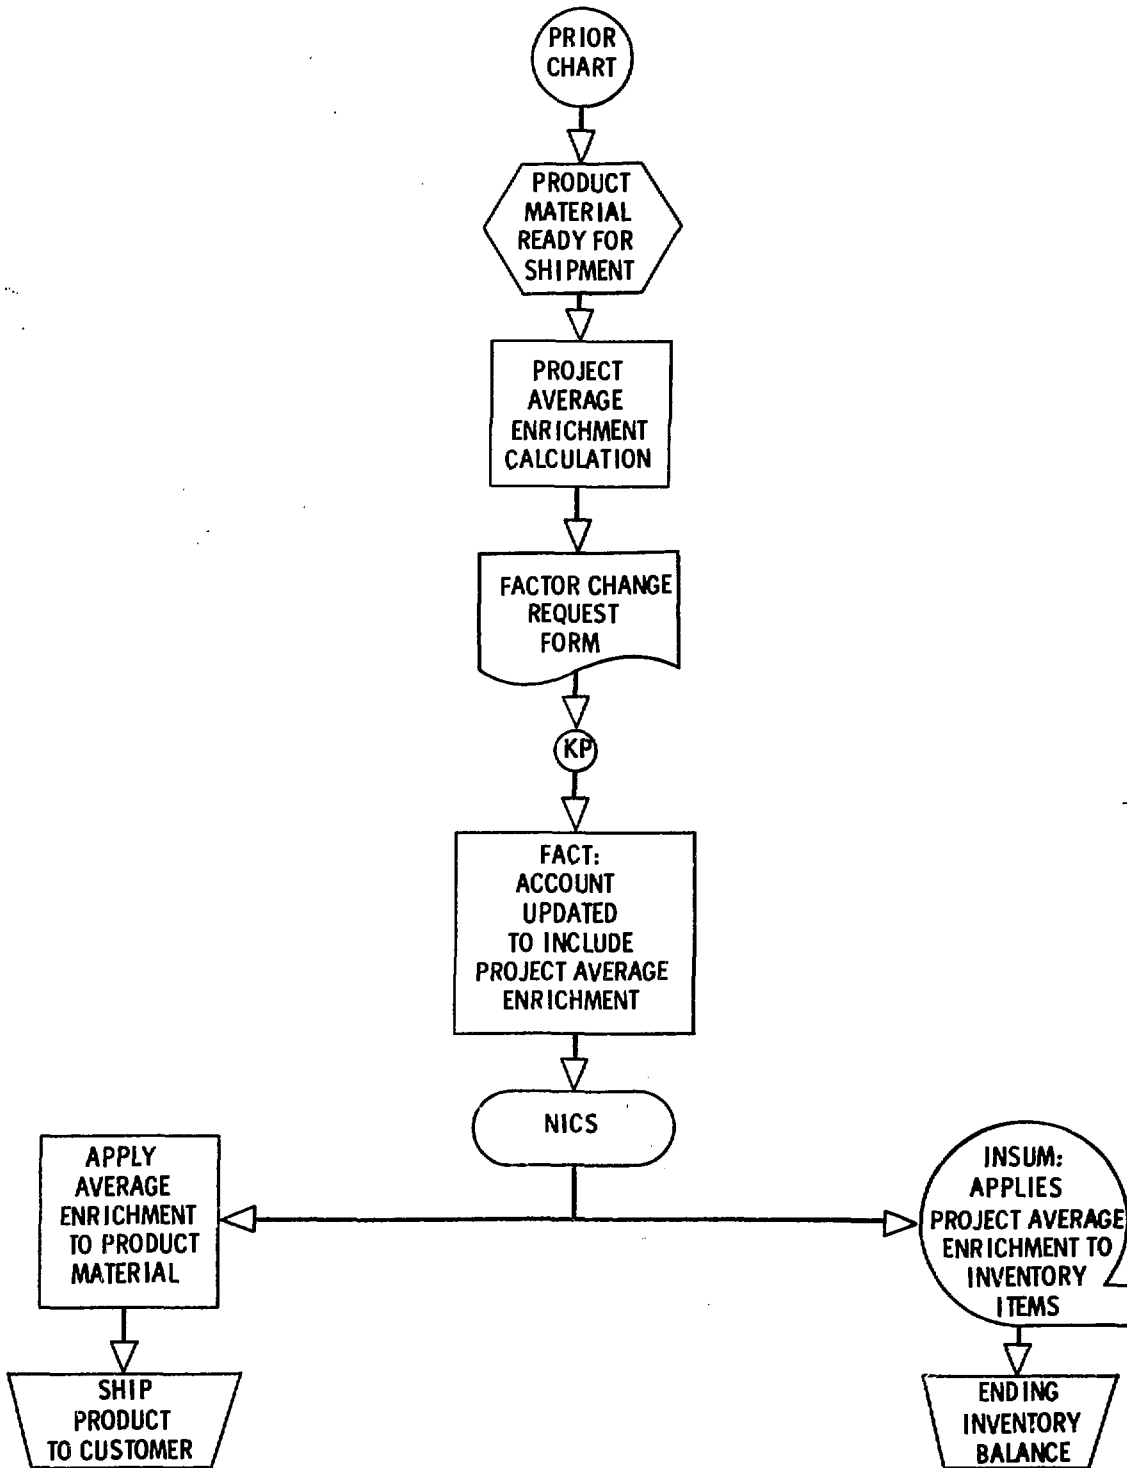 PRIOR
CHART
PRODUCT
MATERIAL
READY FOR
SHIPMENT
PROJECT
AVERAGE
ENRICHMENT
CALCULATION
FACTOR CHANGE
REQUEST
FORM
KP
FACT:
ACCOUNT
UPDATED
TO INCLUDE
PROJECT AVERAGE
ENRICHMENT
NICS
APPLY
AVERAGE
ENRICHMENT
TO PRODUCT
MATERIAL
SHIP
PRODUCT
TO CUSTOMER
INSUM:
APPLIES
PROJECT AVERAGE
ENRICHMENT TO
INVENTORY
ITEMS
ENDING
INVENTORY
BALANCE